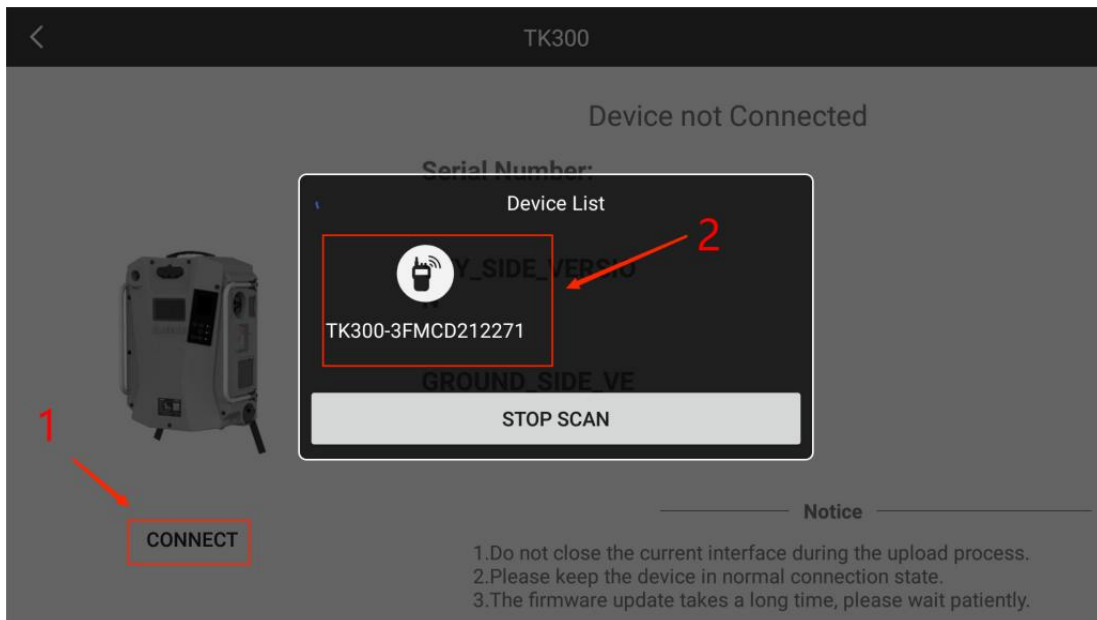 TK300
Device not Connected
Serial Number:
Device List
Y_SIDE_VERSIO
2
TK300-3FMCD212271
GROUND_SIDE_VE
STOP SCAN
1
CONNECT
Notice
1.Do not close the current interface during the upload process.
2.Please keep the device in normal connection state.
3.The firmware update takes a long time, please wait patiently.